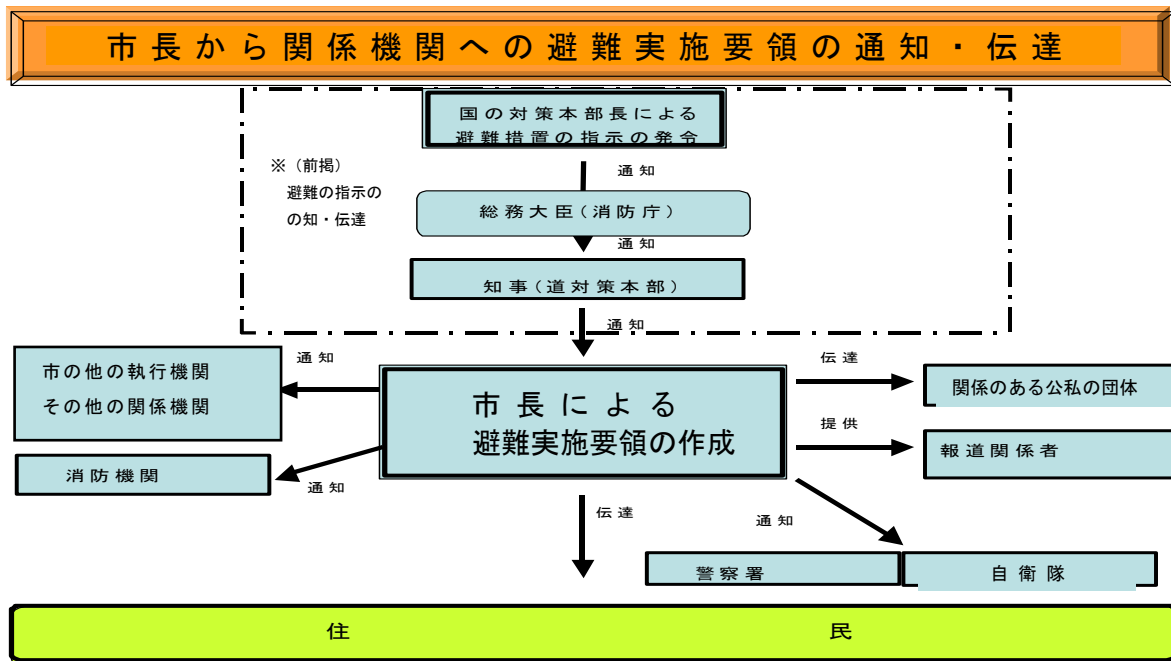 市長から関係機関への避難実施要領の通知・伝達
国の対策本部長による
避難措置の指示の発令
※（前掲）
避難の指示の
の知・伝達
通知
総務大臣（消防庁）
通知
知事（道対策本部）
通知
市の他の執行機関
その他の関係機関
通知
消防機関
通知
市長による
避難実施要領の作成
伝達
関係のある公私の団体
提供
報道関係者
伝達
通知
警察署
自衛隊
住民